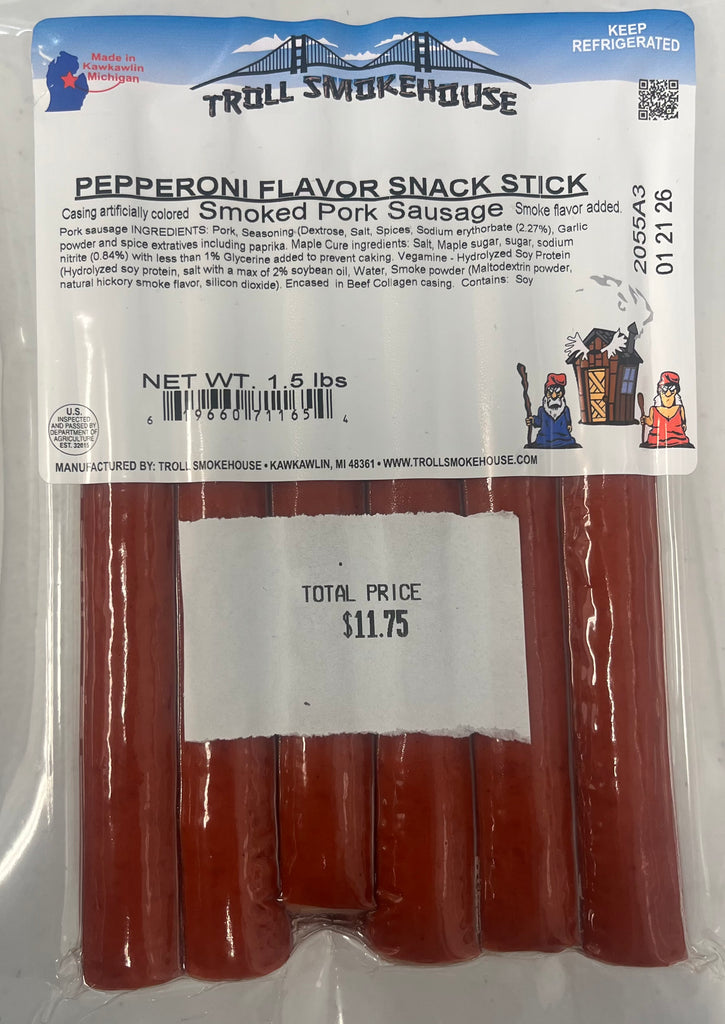 KEEP
REFRIGERATED
Made in
Kawkawlin
Michigan
TROLL SMOKEHOUSE
PEPPERONI FLAVOR SNACK STICK
Casing artificially colored Smoked Pork Sausage Smoke flavor added.
Pork sausage INGREDIENTS: Pork, Seasoning (Dextrose, Salt, Spices, Sodium erythorbate (2.27%), Garlic
powder and spice extratives including paprika. Maple Cure ingredients: Salt, Maple sugar, sugar, sodium
nitrite (0.84%) with less than 1% Glycerine added to prevent caking. Vegamine - Hydrolyzed Soy Protein
(Hydrolyzed soy protein, salt with a max of 2% soybean oil, Water, Smoke powder (Maltodextrin powder,
natural hickory smoke flavor, silicon dioxide). Encased in Beef Collagen casing. Contains: Soy
2055A3
01 21 26
NET WT. 1.5 lbs
6 19660 71165 4
U.S.
INSPECTED
AND PASSED BY
DEPARTMENT OF
AGRICULTURE
EST. 32015
MANUFACTURED BY: TROLL SMOKEHOUSE • KAWKAWLIN, MI 48361 • WWW.TROLLSMOKEHOUSE.COM
TOTAL PRICE
$11.75